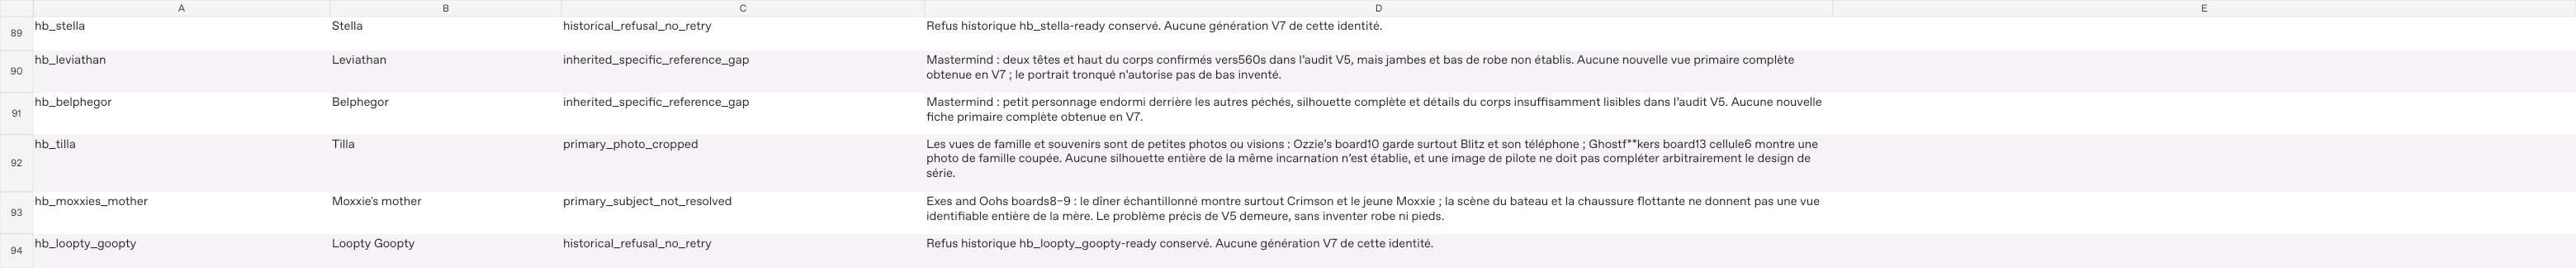 A B C D E
89 hb_stella Stella historical_refusal_no_retry Refus historique hb_stella-ready conservé. Aucune génération V7 de cette identité.
90 hb_leviathan Leviathan inherited_specific_reference_gap Mastermind : deux têtes et haut du corps confirmés vers560s dans l'audit V5, mais jambes et bas de robe non établis. Aucune nouvelle vue primaire complète
obtenue en V7 ; le portrait tronqué n'autorise pas de bas inventé.
91 hb_belphegor Belphegor inherited_specific_reference_gap Mastermind : petit personnage endormi derrière les autres péchés, silhouette complète et détails du corps insuffisamment lisibles dans l'audit V5. Aucune nouvelle
fiche primaire complète obtenue en V7.
92 hb_tilla Tilla primary_photo_cropped Les vues de famille et souvenirs sont de petites photos ou visions : Ozzie's board10 garde surtout Blitz et son téléphone ; Ghostf**kers board13 cellule6 montre une
photo de famille coupée. Aucune silhouette entière de la même incarnation n'est établie, et une image de pilote ne doit pas compléter arbitrairement le design de
série.
93 hb_moxxies_mother Moxxie's mother primary_subject_not_resolved Exes and Oohs boards8–9 : le dîner échantillonné montre surtout Crimson et le jeune Moxxie ; la scène du bateau et la chaussure flottante ne donnent pas une vue
identifiable entière de la mère. Le problème précis de V5 demeure, sans inventer robe ni pieds.
94 hb_loopty_goopty Loopty Goopty historical_refusal_no_retry Refus historique hb_loopty_goopty-ready conservé. Aucune génération V7 de cette identité.